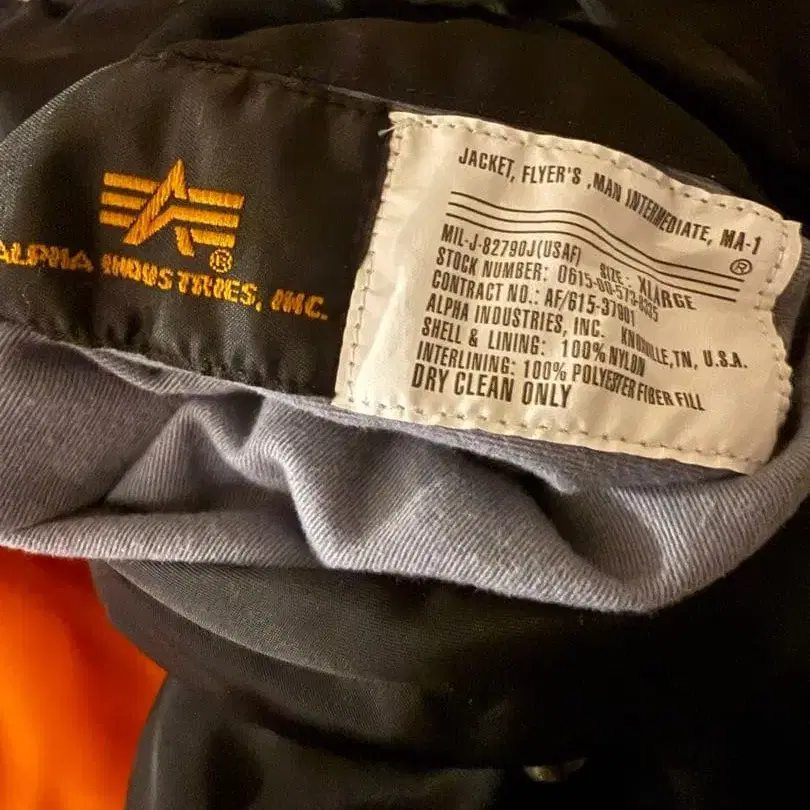 ALPHA INDUSTRIES, INC.
®
JACKET, FLYER'S ,MAN INTERMEDIATE, MA-1
®
MIL-J-82790J(USAF) SIZE: XLARGE
STOCK NUMBER: 0615-00-573-8385
CONTRACT NO.: AF/615-37901
ALPHA INDUSTRIES, INC. KNOXVILLE,TN, U.S.A.
SHELL & LINING: 100% NYLON
INTERLINING: 100% POLYESTER FIBER FILL
DRY CLEAN ONLY